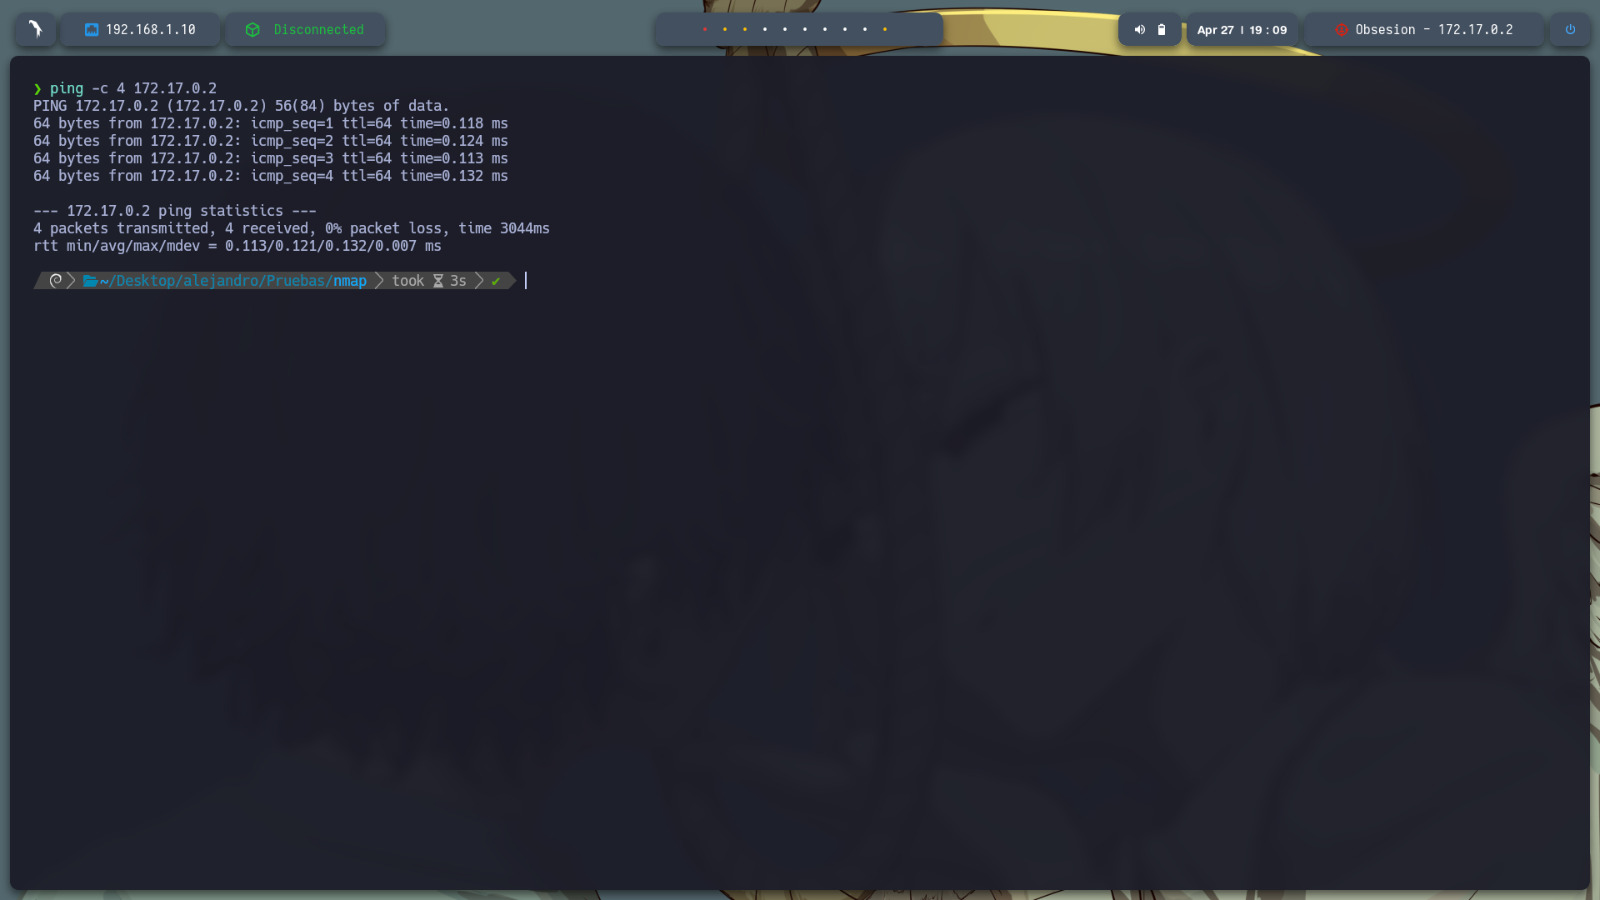 192.168.1.10 Disconnected Apr 27 | 19 : 09 Obsesion - 172.17.0.2
❯ ping -c 4 172.17.0.2
PING 172.17.0.2 (172.17.0.2) 56(84) bytes of data.
64 bytes from 172.17.0.2: icmp_seq=1 ttl=64 time=0.118 ms
64 bytes from 172.17.0.2: icmp_seq=2 ttl=64 time=0.124 ms
64 bytes from 172.17.0.2: icmp_seq=3 ttl=64 time=0.113 ms
64 bytes from 172.17.0.2: icmp_seq=4 ttl=64 time=0.132 ms
--- 172.17.0.2 ping statistics ---
4 packets transmitted, 4 received, 0% packet loss, time 3044ms
rtt min/avg/max/mdev = 0.113/0.121/0.132/0.007 ms
~/Desktop/alejandro/Pruebas/nmap took 3s ✔